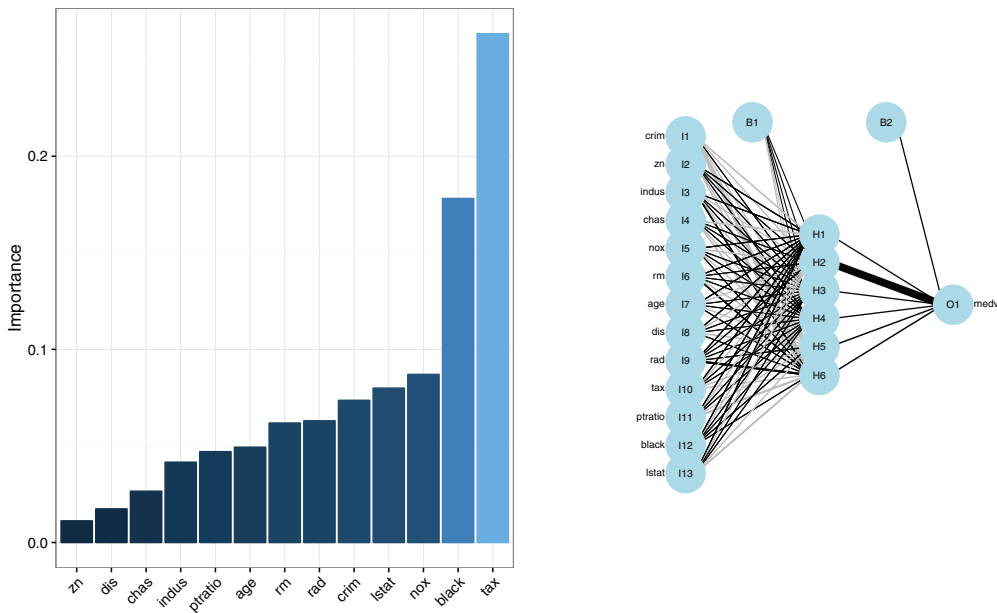 Importance
0.2
0.1
0.0
zn
dis
chas
indus
ptratio
age
rm
rad
crim
lstat
nox
black
tax
crim
zn
indus
chas
nox
rm
age
dis
rad
tax
ptratio
black
lstat
I1
I2
I3
I4
I5
I6
I7
I8
I9
I10
I11
I12
I13
B1
B2
H1
H2
H3
H4
H5
H6
O1
medv